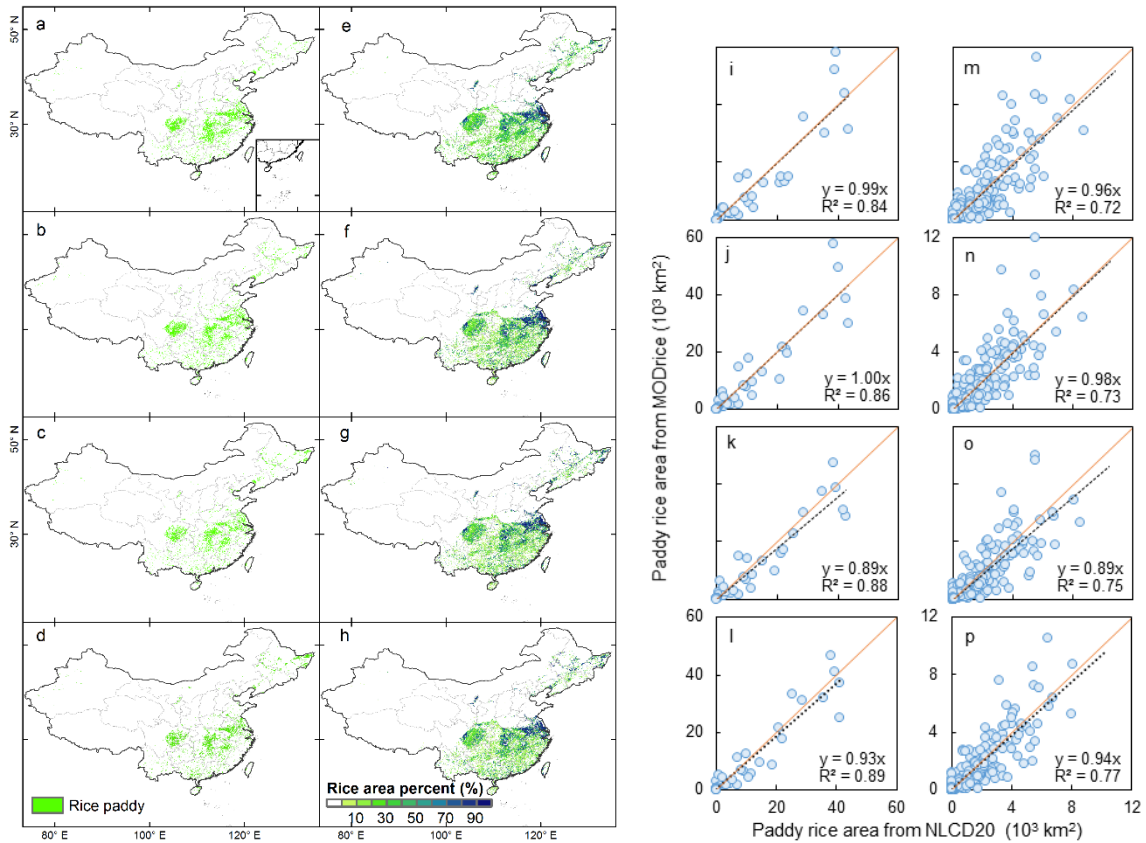 a
e
50° N
30° N
b
f
c
g
50° N
30° N
d
h
Rice paddy
Rice area percent (%)
10 30 50 70 90
80° E 100° E 120° E 80° E 100° E 120° E
Paddy rice area from MODrice (10³ km²)
i
y = 0.99x
R² = 0.84
m
y = 0.96x
R² = 0.72
60
40
20
0
j
y = 1.00x
R² = 0.86
12
8
4
0
n
y = 0.98x
R² = 0.73
k
y = 0.89x
R² = 0.88
o
y = 0.89x
R² = 0.75
60
40
20
0
l
y = 0.93x
R² = 0.89
12
8
4
0
p
y = 0.94x
R² = 0.77
0 20 40 60 0 4 8 12
Paddy rice area from NLCD20 (10³ km²)